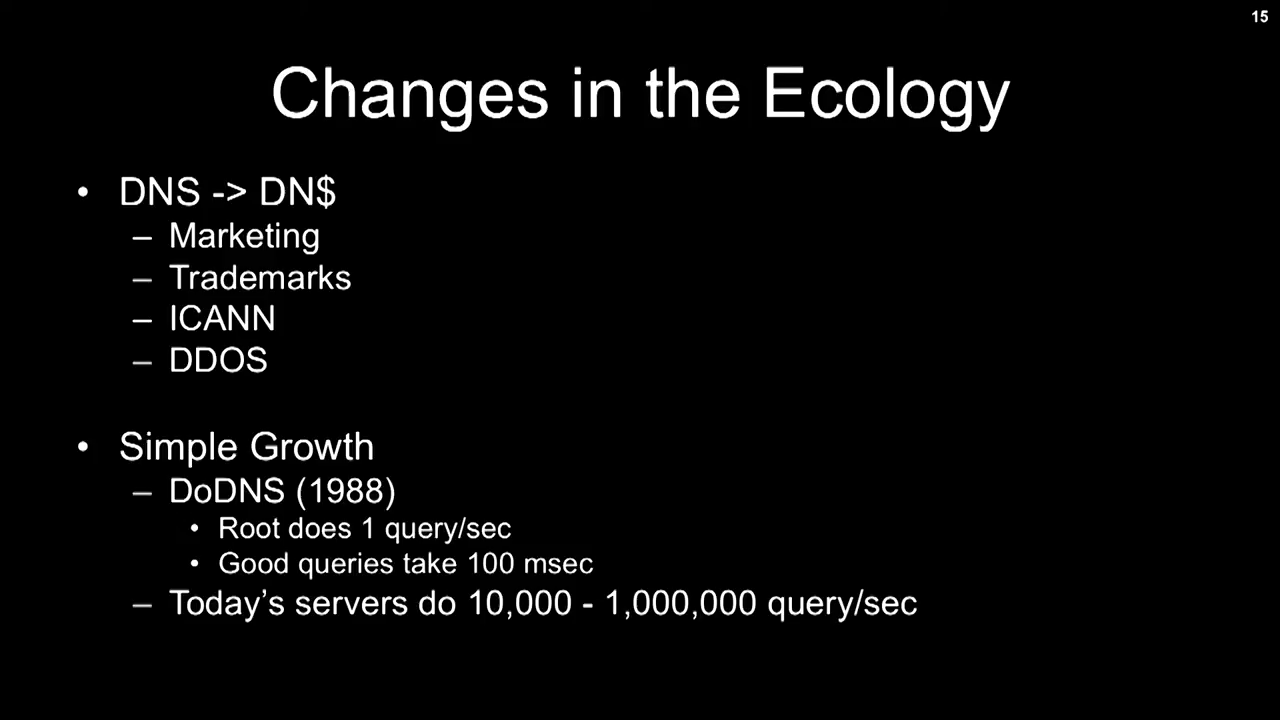 15
Changes in the Ecology
• DNS -> DN$
– Marketing
– Trademarks
– ICANN
– DDOS
• Simple Growth
– DoDNS (1988)
• Root does 1 query/sec
• Good queries take 100 msec
– Today’s servers do 10,000 - 1,000,000 query/sec